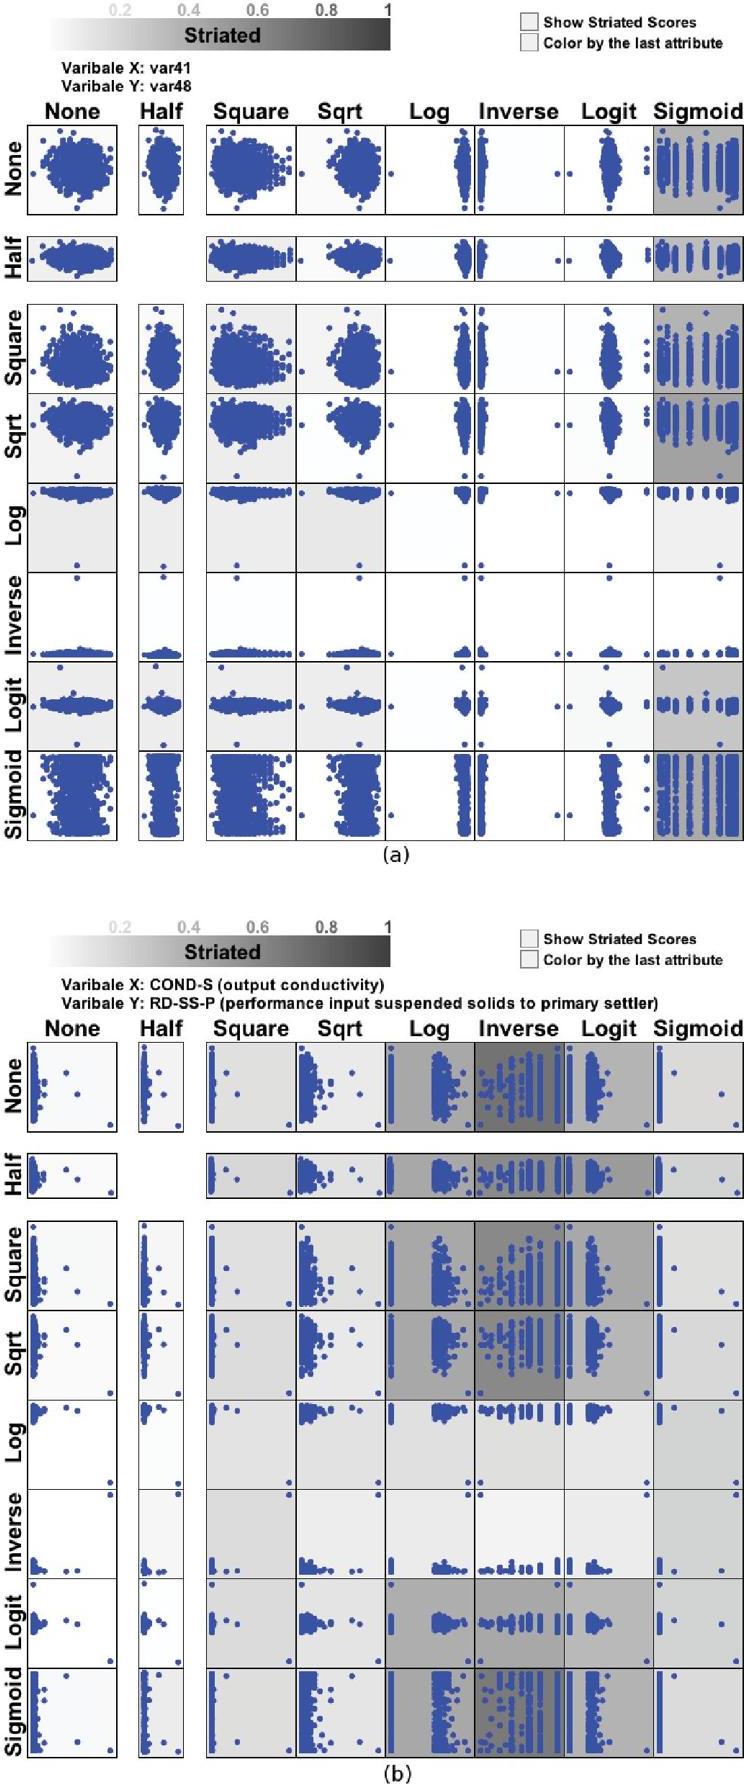 0.2 0.4 0.6 0.8 1
Striated
Show Striated Scores
Color by the last attribute
Varibale X: var41
Varibale Y: var48
None Half Square Sqrt Log Inverse Logit Sigmoid
None
Half
Square
Sqrt
Log
Inverse
Logit
Sigmoid
(a)
0.2 0.4 0.6 0.8 1
Striated
Show Striated Scores
Color by the last attribute
Varibale X: COND-S (output conductivity)
Varibale Y: RD-SS-P (performance input suspended solids to primary settler)
None Half Square Sqrt Log Inverse Logit Sigmoid
None
Half
Square
Sqrt
Log
Inverse
Logit
Sigmoid
(b)